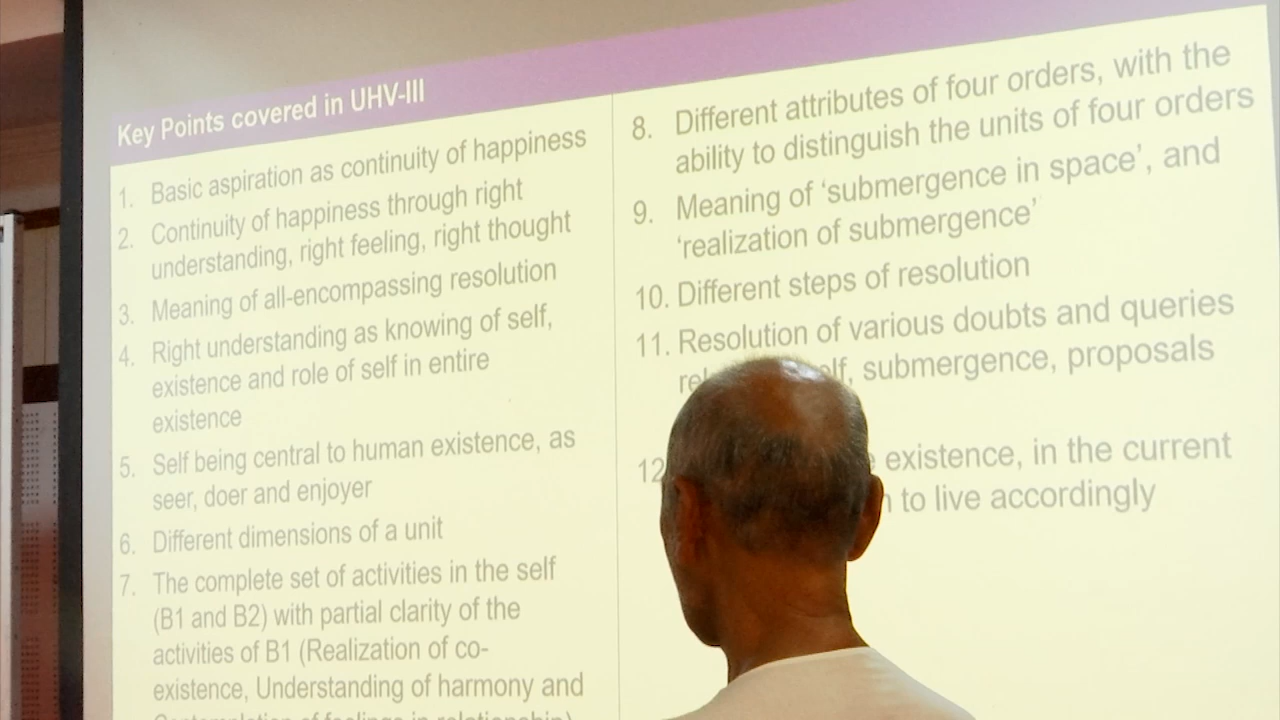 Key Points covered in UHV-III
1. Basic aspiration as continuity of happiness
2. Continuity of happiness through right
understanding, right feeling, right thought
3. Meaning of all-encompassing resolution
4. Right understanding as knowing of self,
existence and role of self in entire
existence
5. Self being central to human existence, as
seer, doer and enjoyer
6. Different dimensions of a unit
7. The complete set of activities in the self
(B1 and B2) with partial clarity of the
activities of B1 (Realization of co-
existence, Understanding of harmony and
8. Different attributes of four orders, with the
ability to distinguish the units of four orders
9. Meaning of ‘submergence in space’, and
‘realization of submergence’
10. Different steps of resolution
11. Resolution of various doubts and queries
submergence, proposals
12
existence, in the current
to live accordingly